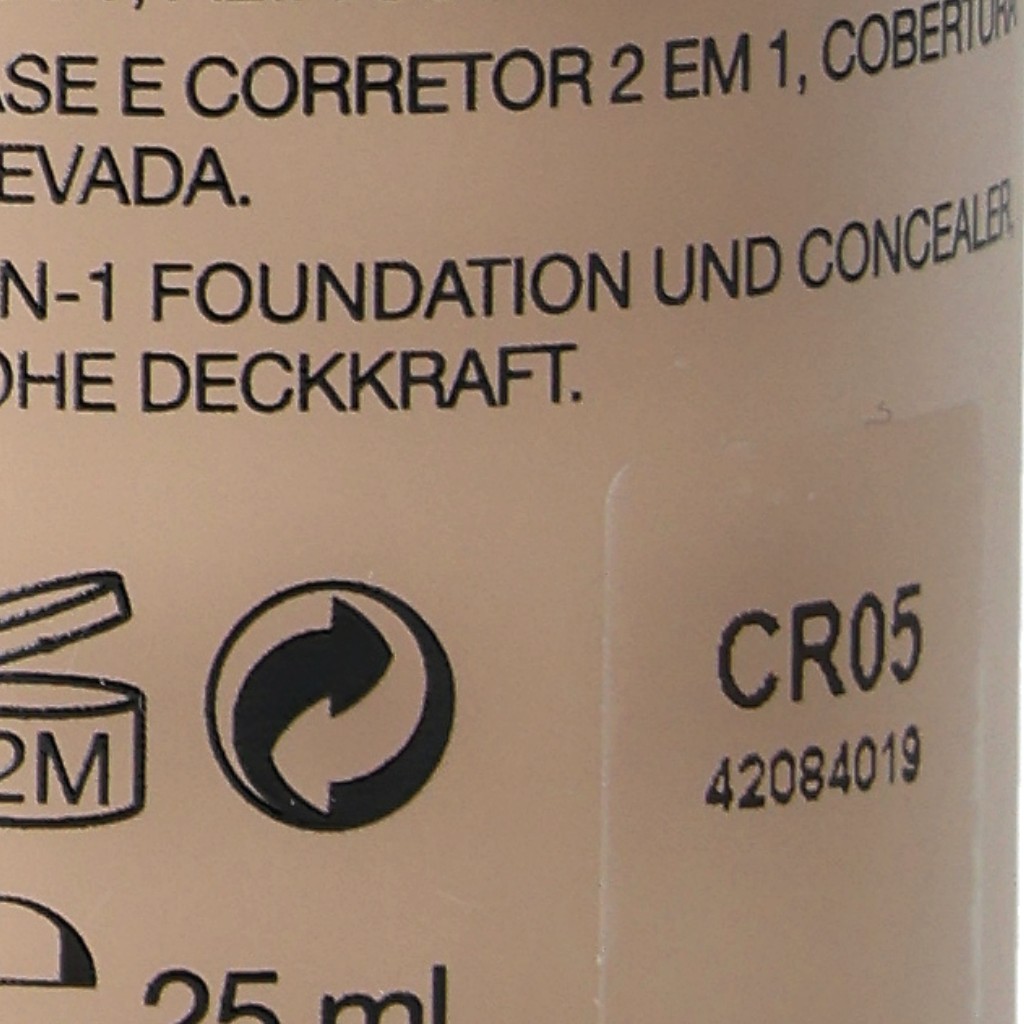 ASE E CORRETOR 2 EM 1, COBERTURA
EVADA.
N-1 FOUNDATION UND CONCEALER.
OHE DECKKRAFT.
CR05
2M
42084019
25 ml